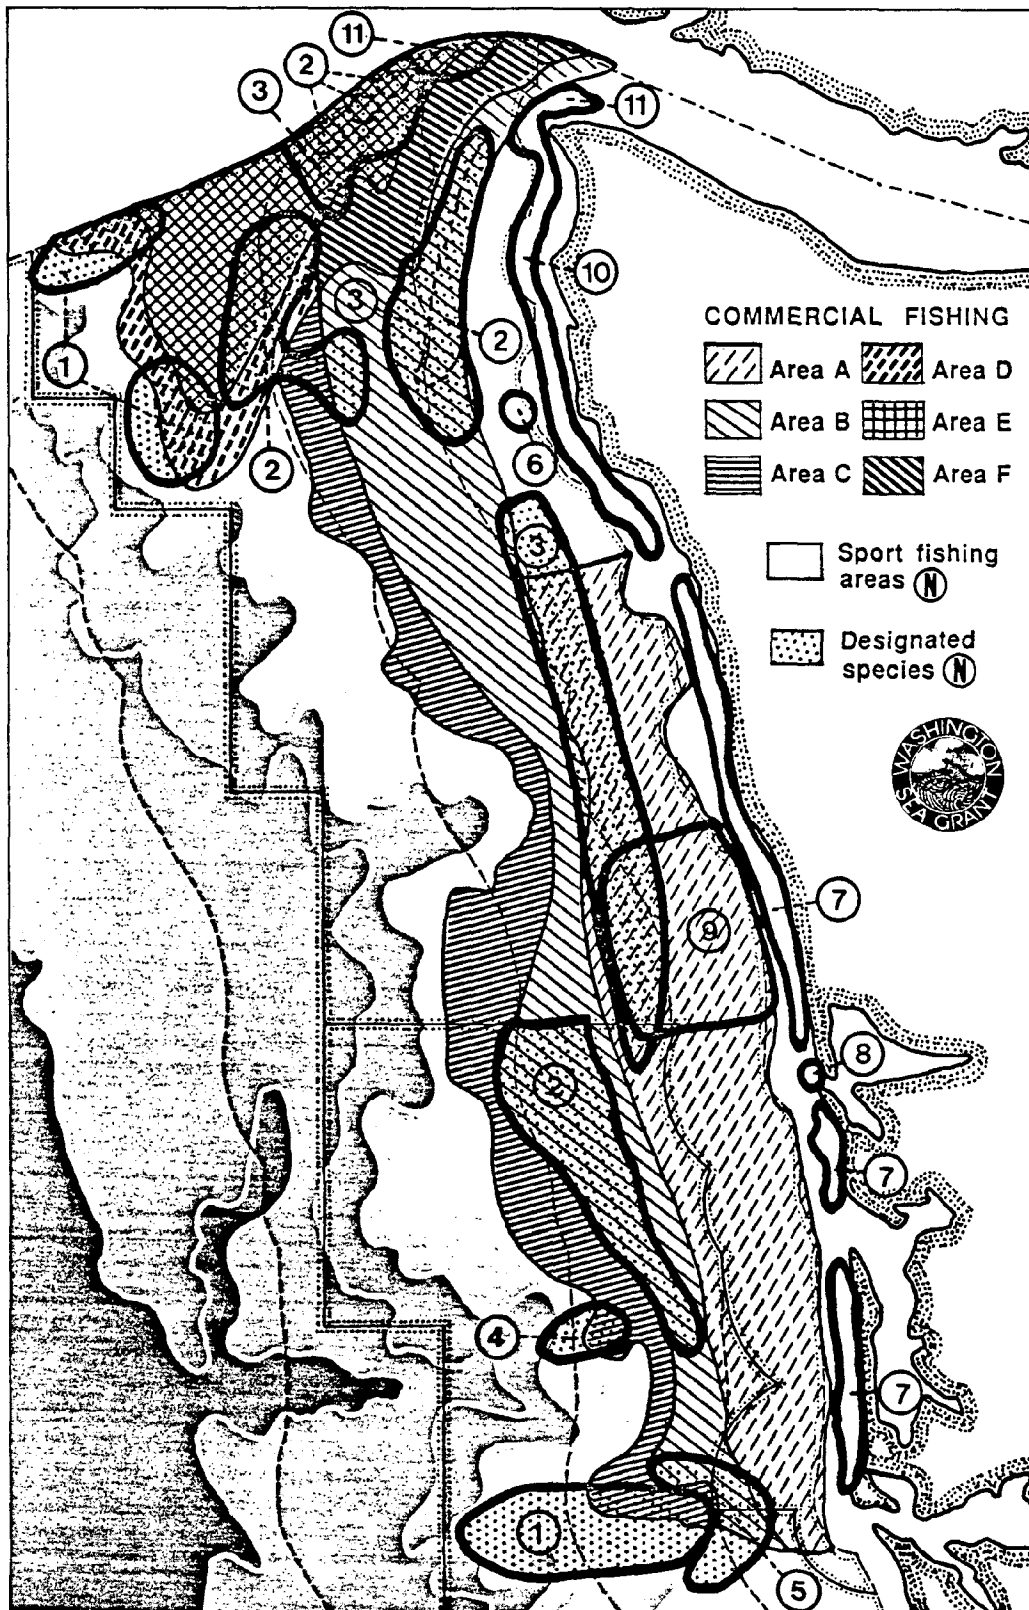 11
2
3
11
10
3
COMMERCIAL FISHING
1
2
Area A
Area D
Area B
Area E
2
6
Area C
Area F
3
Sport fishing
areas N
Designated
species N
WASHINGTON
SEA GRANT
7
9
8
2
7
4
7
1
5